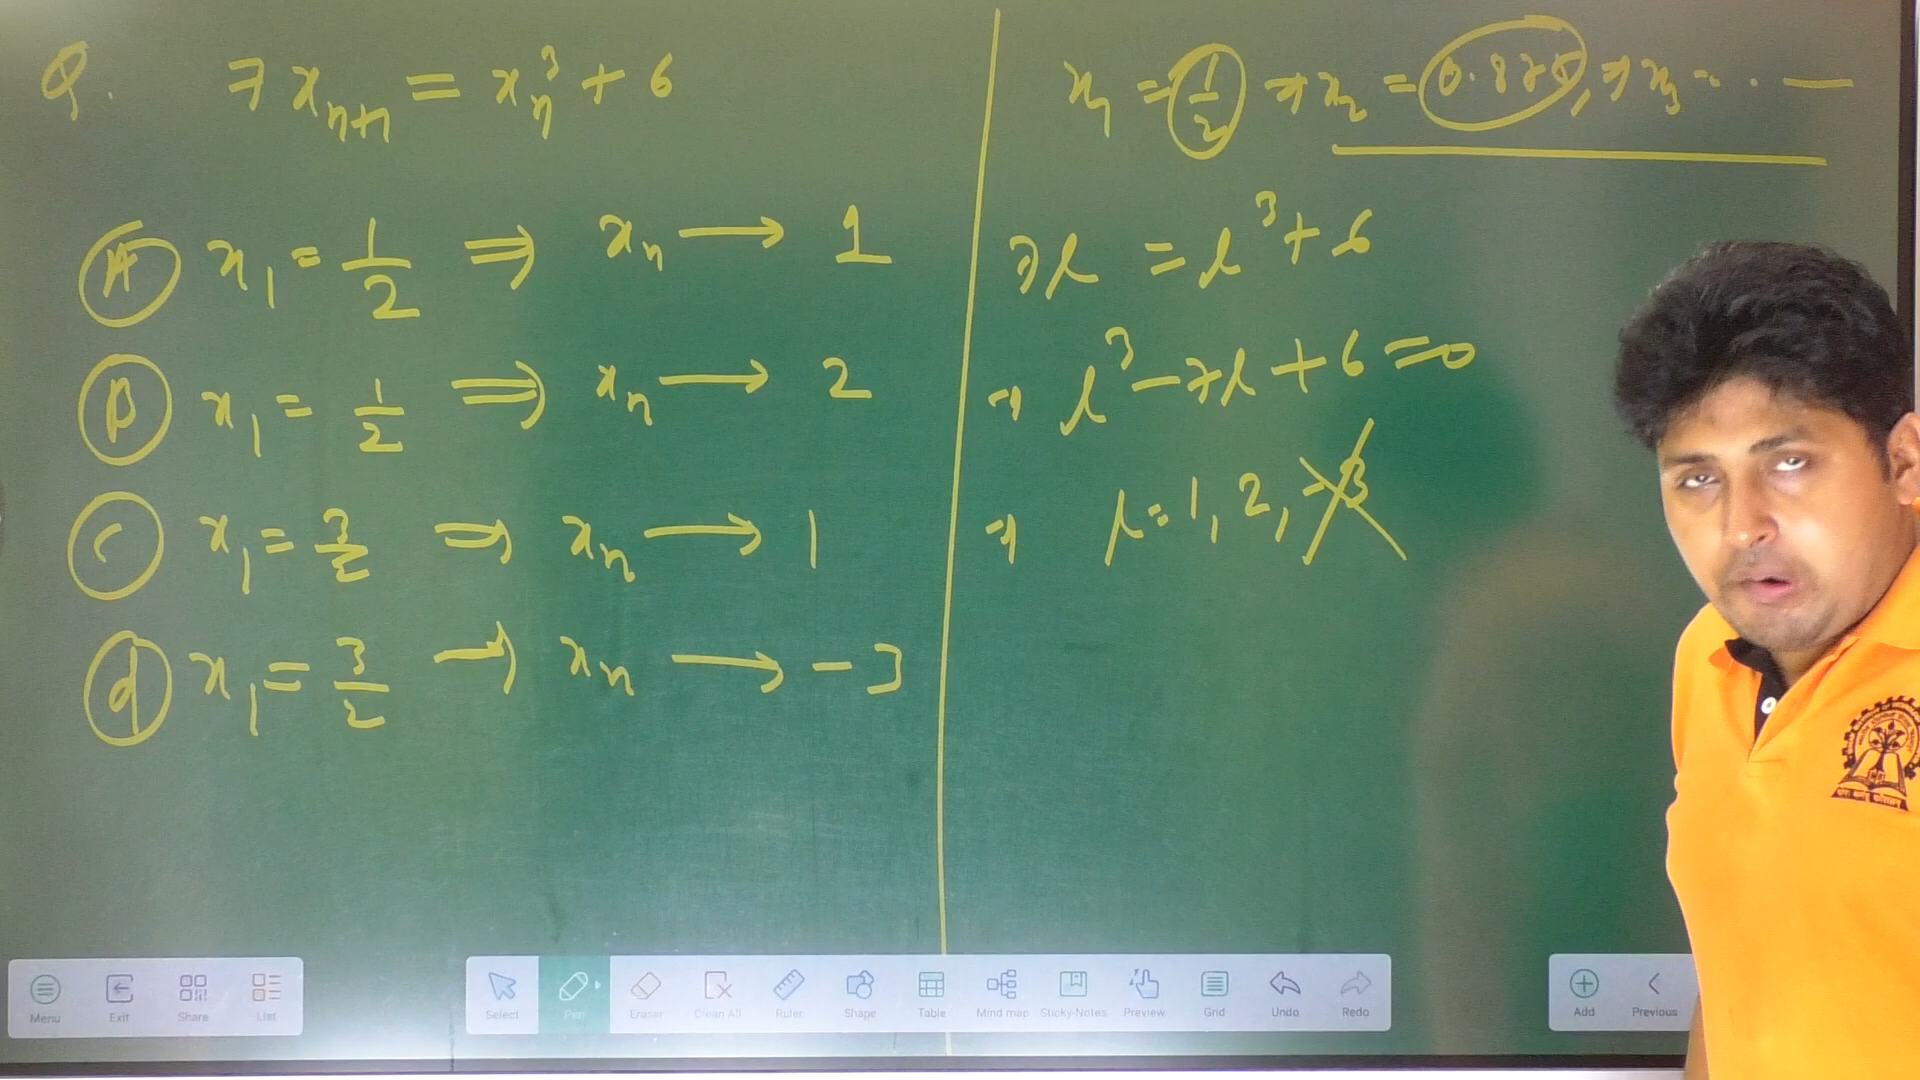 Q. 7x_{n+1} = x_n^3 + 6
(A) x_1 = 1/2 ⇒ x_n → 1
(B) x_1 = 1/2 ⇒ x_n → 2
(C) x_1 = 3/2 ⇒ x_n → 1
(d) x_1 = 3/2 → x_n → -3
x_1 = 1/2 ⇒ x_2 = 0.875, ⇒ x_3 = . . —
7l = l^3 + 6
⇒ l^3 - 7l + 6 = 0
⇒ l = 1, 2, -3
Menu Exit Share List Select Pen Eraser Clean All Ruler Shape Table Mind map Sticky-Notes Preview Grid Undo Redo Add Previous